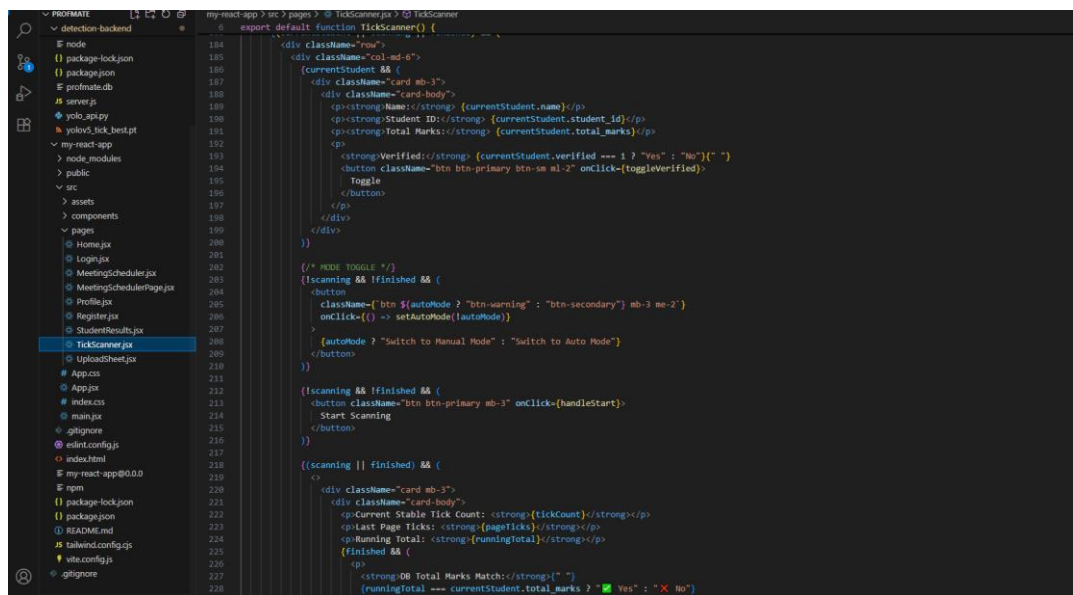 PROFMATE
detection-backend
node
package-lock.json
package.json
profmate.db
server.js
yolo_api.py
yolov5_tick_best.pt
my-react-app
node_modules
public
src
assets
components
pages
Home.jsx
Login.jsx
MeetingScheduler.jsx
MeetingSchedulerPage.jsx
Profile.jsx
Register.jsx
StudentResults.jsx
TickScanner.jsx
UploadSheet.jsx
App.css
App.jsx
index.css
main.jsx
.gitignore
eslint.config.js
index.html
my-react-app@0.0.0
npm
package-lock.json
package.json
README.md
tailwind.config.cjs
vite.config.js
.gitignore
my-react-app > src > pages > TickScanner.jsx > TickScanner
6 export default function TickScanner() {
184 <div className="row">
185 <div className="col-md-6">
186 {currentStudent && (
187 <div className="card mb-3">
188 <div className="card-body">
189 <p><strong>Name:</strong> {currentStudent.name}</p>
190 <p><strong>Student ID:</strong> {currentStudent.student_id}</p>
191 <p><strong>Total Marks:</strong> {currentStudent.total_marks}</p>
192 <p>
193 <strong>Verified:</strong> {currentStudent.verified === 1 ? "Yes" : "No"}{" "}
194 <button className="btn btn-primary btn-sm ml-2" onClick={toggleVerified}>
195 Toggle
196 </button>
197 </p>
198 </div>
199 </div>
200 )}
201
202 {/* MODE TOGGLE */}
203 {!scanning && !finished && (
204 <button
205 className={`btn ${autoMode ? "btn-warning" : "btn-secondary"} mb-3 me-2`}
206 onClick={() => setAutoMode(!autoMode)}
207 >
208 {autoMode ? "Switch to Manual Mode" : "Switch to Auto Mode"}
209 </button>
210 )}
211
212 {!scanning && !finished && (
213 <button className="btn btn-primary mb-3" onClick={handleStart}>
214 Start Scanning
215 </button>
216 )}
217
218 {(scanning || finished) && (
219 <>
220 <div className="card mb-3">
221 <div className="card-body">
222 <p>Current Stable Tick Count: <strong>{tickCount}</strong></p>
223 <p>Last Page Ticks: <strong>{pageTicks}</strong></p>
224 <p>Running Total: <strong>{runningTotal}</strong></p>
225 {finished && (
226 <p>
227 <strong>DB Total Marks Match:</strong>{" "}
228 {runningTotal === currentStudent.total_marks ? "✅ Yes" : "❌ No"}